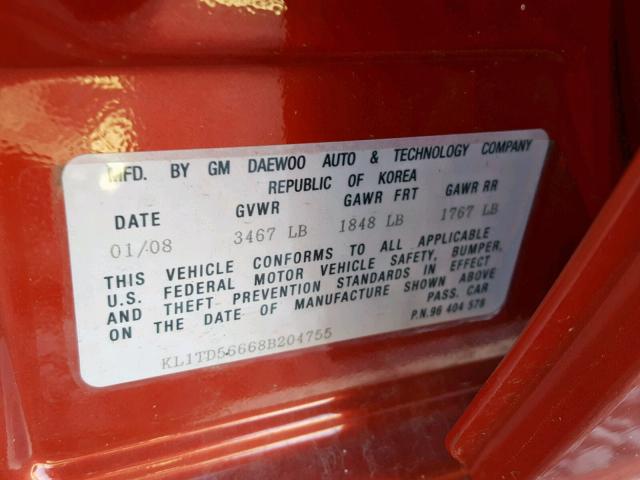 MFD. BY GM DAEWOO AUTO & TECHNOLOGY COMPANY
REPUBLIC OF KOREA
DATE GVWR GAWR FRT GAWR RR
01/08 3467 LB 1848 LB 1767 LB
THIS VEHICLE CONFORMS TO ALL APPLICABLE
U.S. FEDERAL MOTOR VEHICLE SAFETY, BUMPER,
AND THEFT PREVENTION STANDARDS IN EFFECT
ON THE DATE OF MANUFACTURE SHOWN ABOVE
PASS. CAR
KL1TD56668B204755 P.N.96 404 578